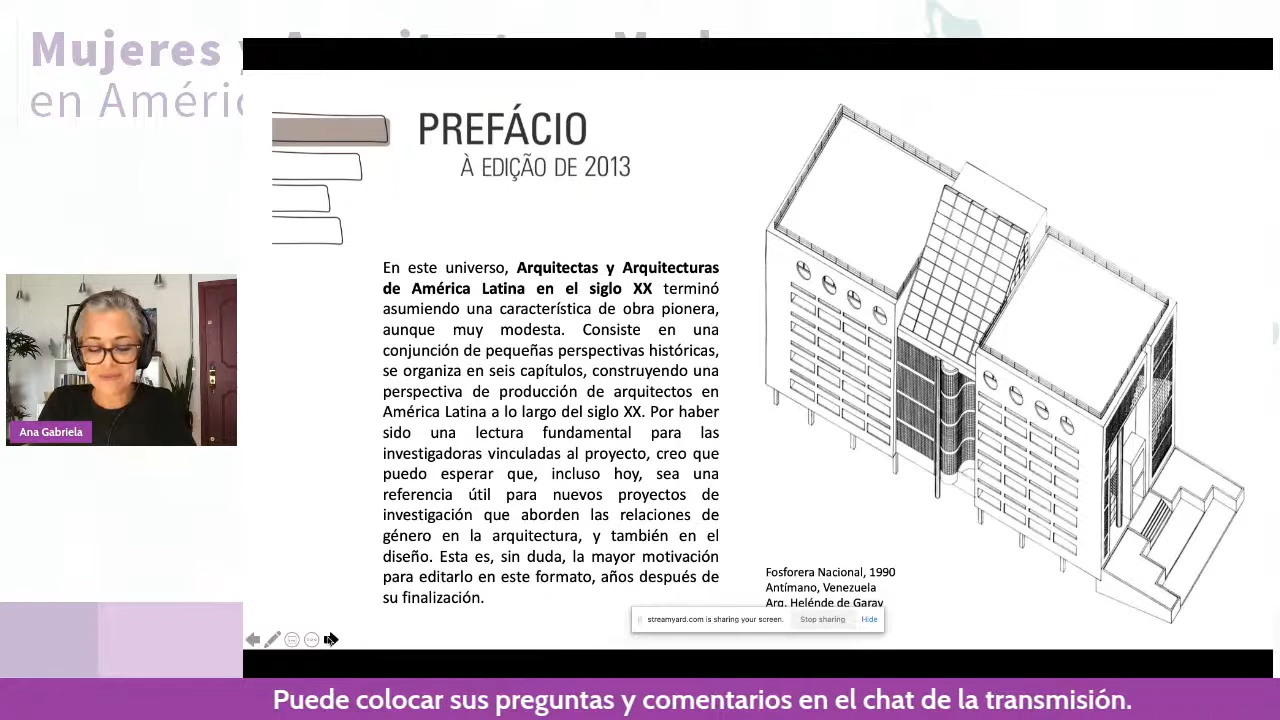 Mujeres y Arquitectura Mod
en Améric
PREFÁCIO
À EDIÇÃO DE 2013
En este universo, Arquitectas y Arquitecturas
de América Latina en el siglo XX terminó
asumiendo una característica de obra pionera,
aunque muy modesta. Consiste en una
conjunción de pequeñas perspectivas históricas,
se organiza en seis capítulos, construyendo una
perspectiva de producción de arquitectos en
América Latina a lo largo del siglo XX. Por haber
sido una lectura fundamental para las
investigadoras vinculadas al proyecto, creo que
puedo esperar que, incluso hoy, sea una
referencia útil para nuevos proyectos de
investigación que aborden las relaciones de
género en la arquitectura, y también en el
diseño. Esta es, sin duda, la mayor motivación
para editarlo en este formato, años después de
su finalización.
Fosforera Nacional, 1990
Antímano, Venezuela
Arq. Helénde de Garay
streamyard.com is sharing your screen. Stop sharing Hide
Ana Gabriela
Puede colocar sus preguntas y comentarios en el chat de la transmisión.